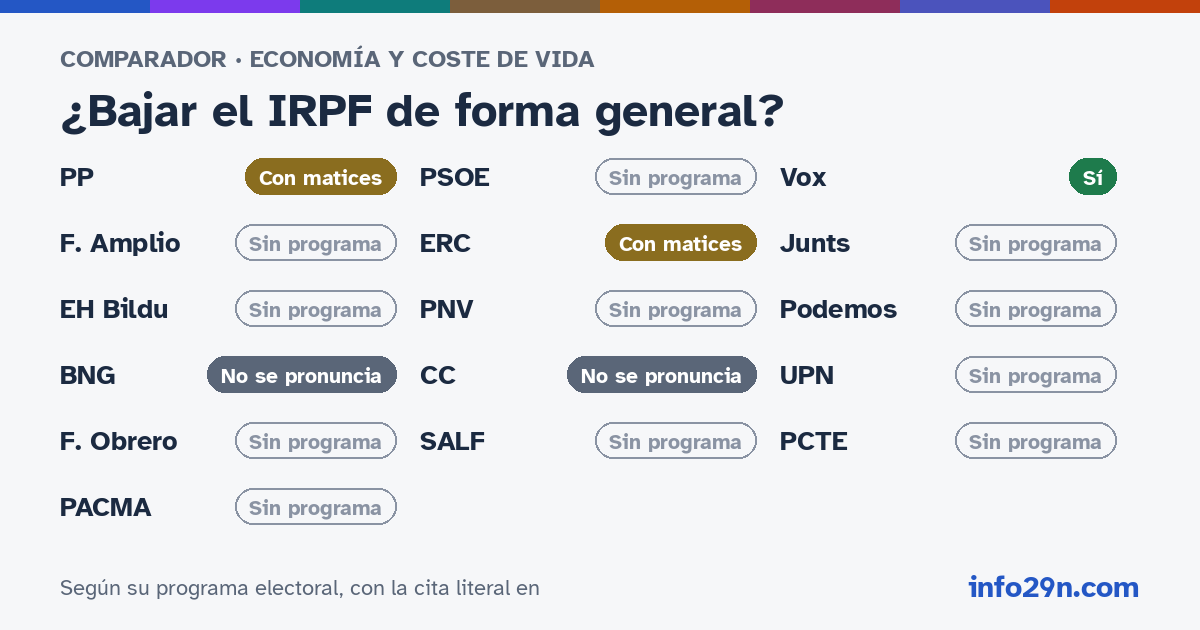 COMPARADOR · ECONOMÍA Y COSTE DE VIDA
¿Bajar el IRPF de forma general?
PP Con matices PSOE Sin programa Vox Sí
F. Amplio Sin programa ERC Con matices Junts Sin programa
EH Bildu Sin programa PNV Sin programa Podemos Sin programa
BNG No se pronuncia CC No se pronuncia UPN Sin programa
F. Obrero Sin programa SALF Sin programa PCTE Sin programa
PACMA Sin programa
Según su programa electoral, con la cita literal en info29n.com